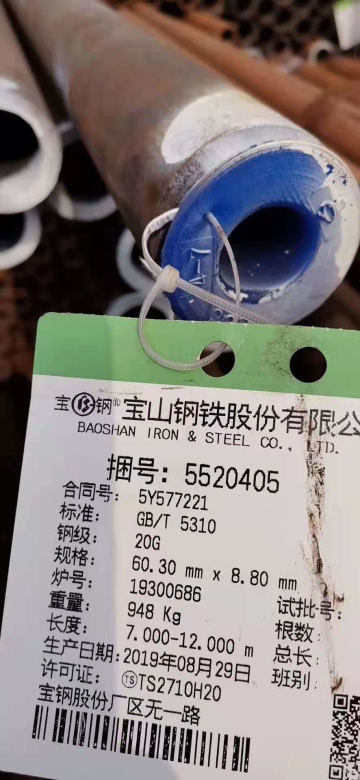 宝钢® 宝山钢铁股份有限公
BAOSHAN IRON & STEEL CO., LTD.
捆号: 5520405
合同号: 5Y577221
标准: GB/T 5310
钢级: 20G
规格: 60.30 mm x 8.80 mm
炉号: 19300686 试批号:
重量: 948 Kg 根数:
长度: 7.000-12.000 m 总长:
生产日期: 2019年08月29日 班别:
许可证: TS TS2710H20
宝钢股份厂区无一路